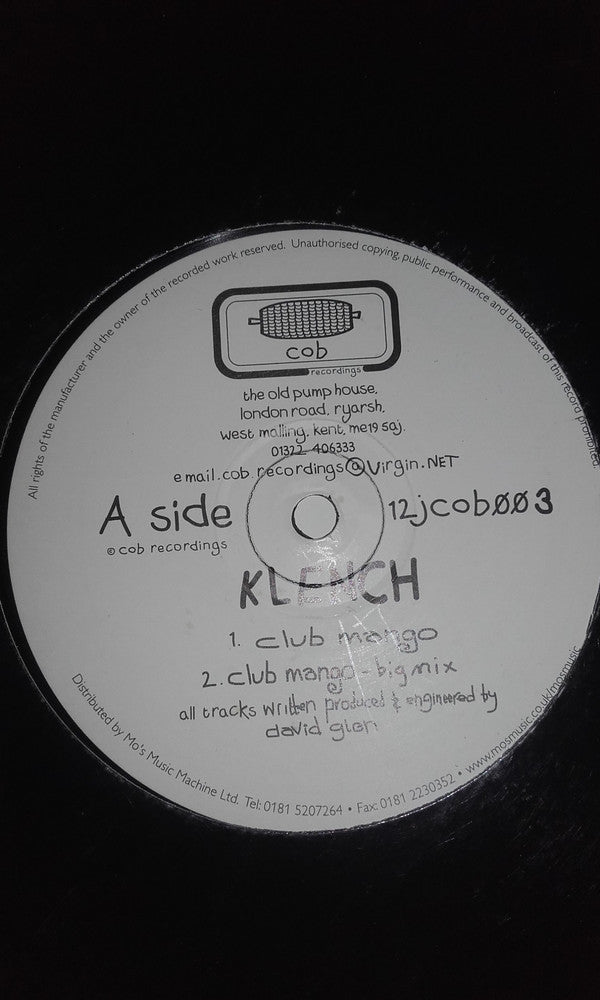 All rights of the manufacturer and the owner of the recorded work reserved. Unauthorised copying, public performance and broadcast of this record prohibited.
cob
recordings
the old pump house,
london road, ryarsh,
west malling, kent, me19 5aj.
01322 406333
email.cob.recordings@Virgin.NET
A side
12jcob003
© cob recordings
KLENCH
1. club mango
2. club mango - big mix
all tracks written produced & engineered by
david glen
Distributed by Mo's Music Machine Ltd. Tel: 0181 5207264 • Fax: 0181 2230352 • www.mosmusic.co.uk/mosmusic